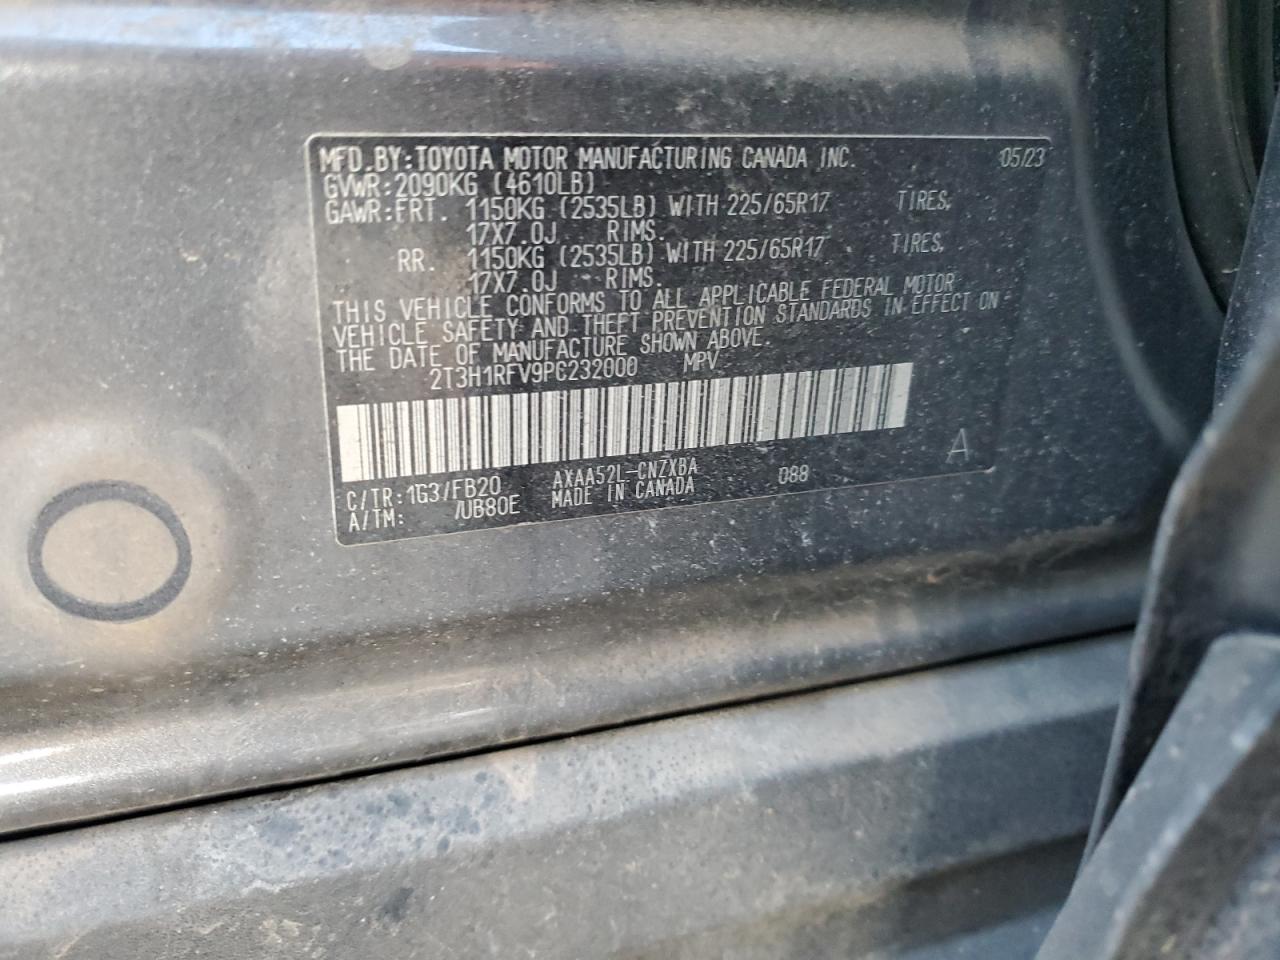 MFD.BY:TOYOTA MOTOR MANUFACTURING CANADA INC. 05/23
GVWR:2090KG (4610LB)
GAWR:FRT. 1150KG (2535LB) WITH 225/65R17 TIRES,
17X7.0J RIMS.
RR. 1150KG (2535LB) WITH 225/65R17 TIRES,
17X7.0J RIMS.
THIS VEHICLE CONFORMS TO ALL APPLICABLE FEDERAL MOTOR
VEHICLE SAFETY AND THEFT PREVENTION STANDARDS IN EFFECT ON
THE DATE OF MANUFACTURE SHOWN ABOVE.
2T3H1RFV9PC232000 MPV
C/TR:1G3/FB20 AXAA52L-CNZXBA 088 A
A/TM: /UB80E MADE IN CANADA